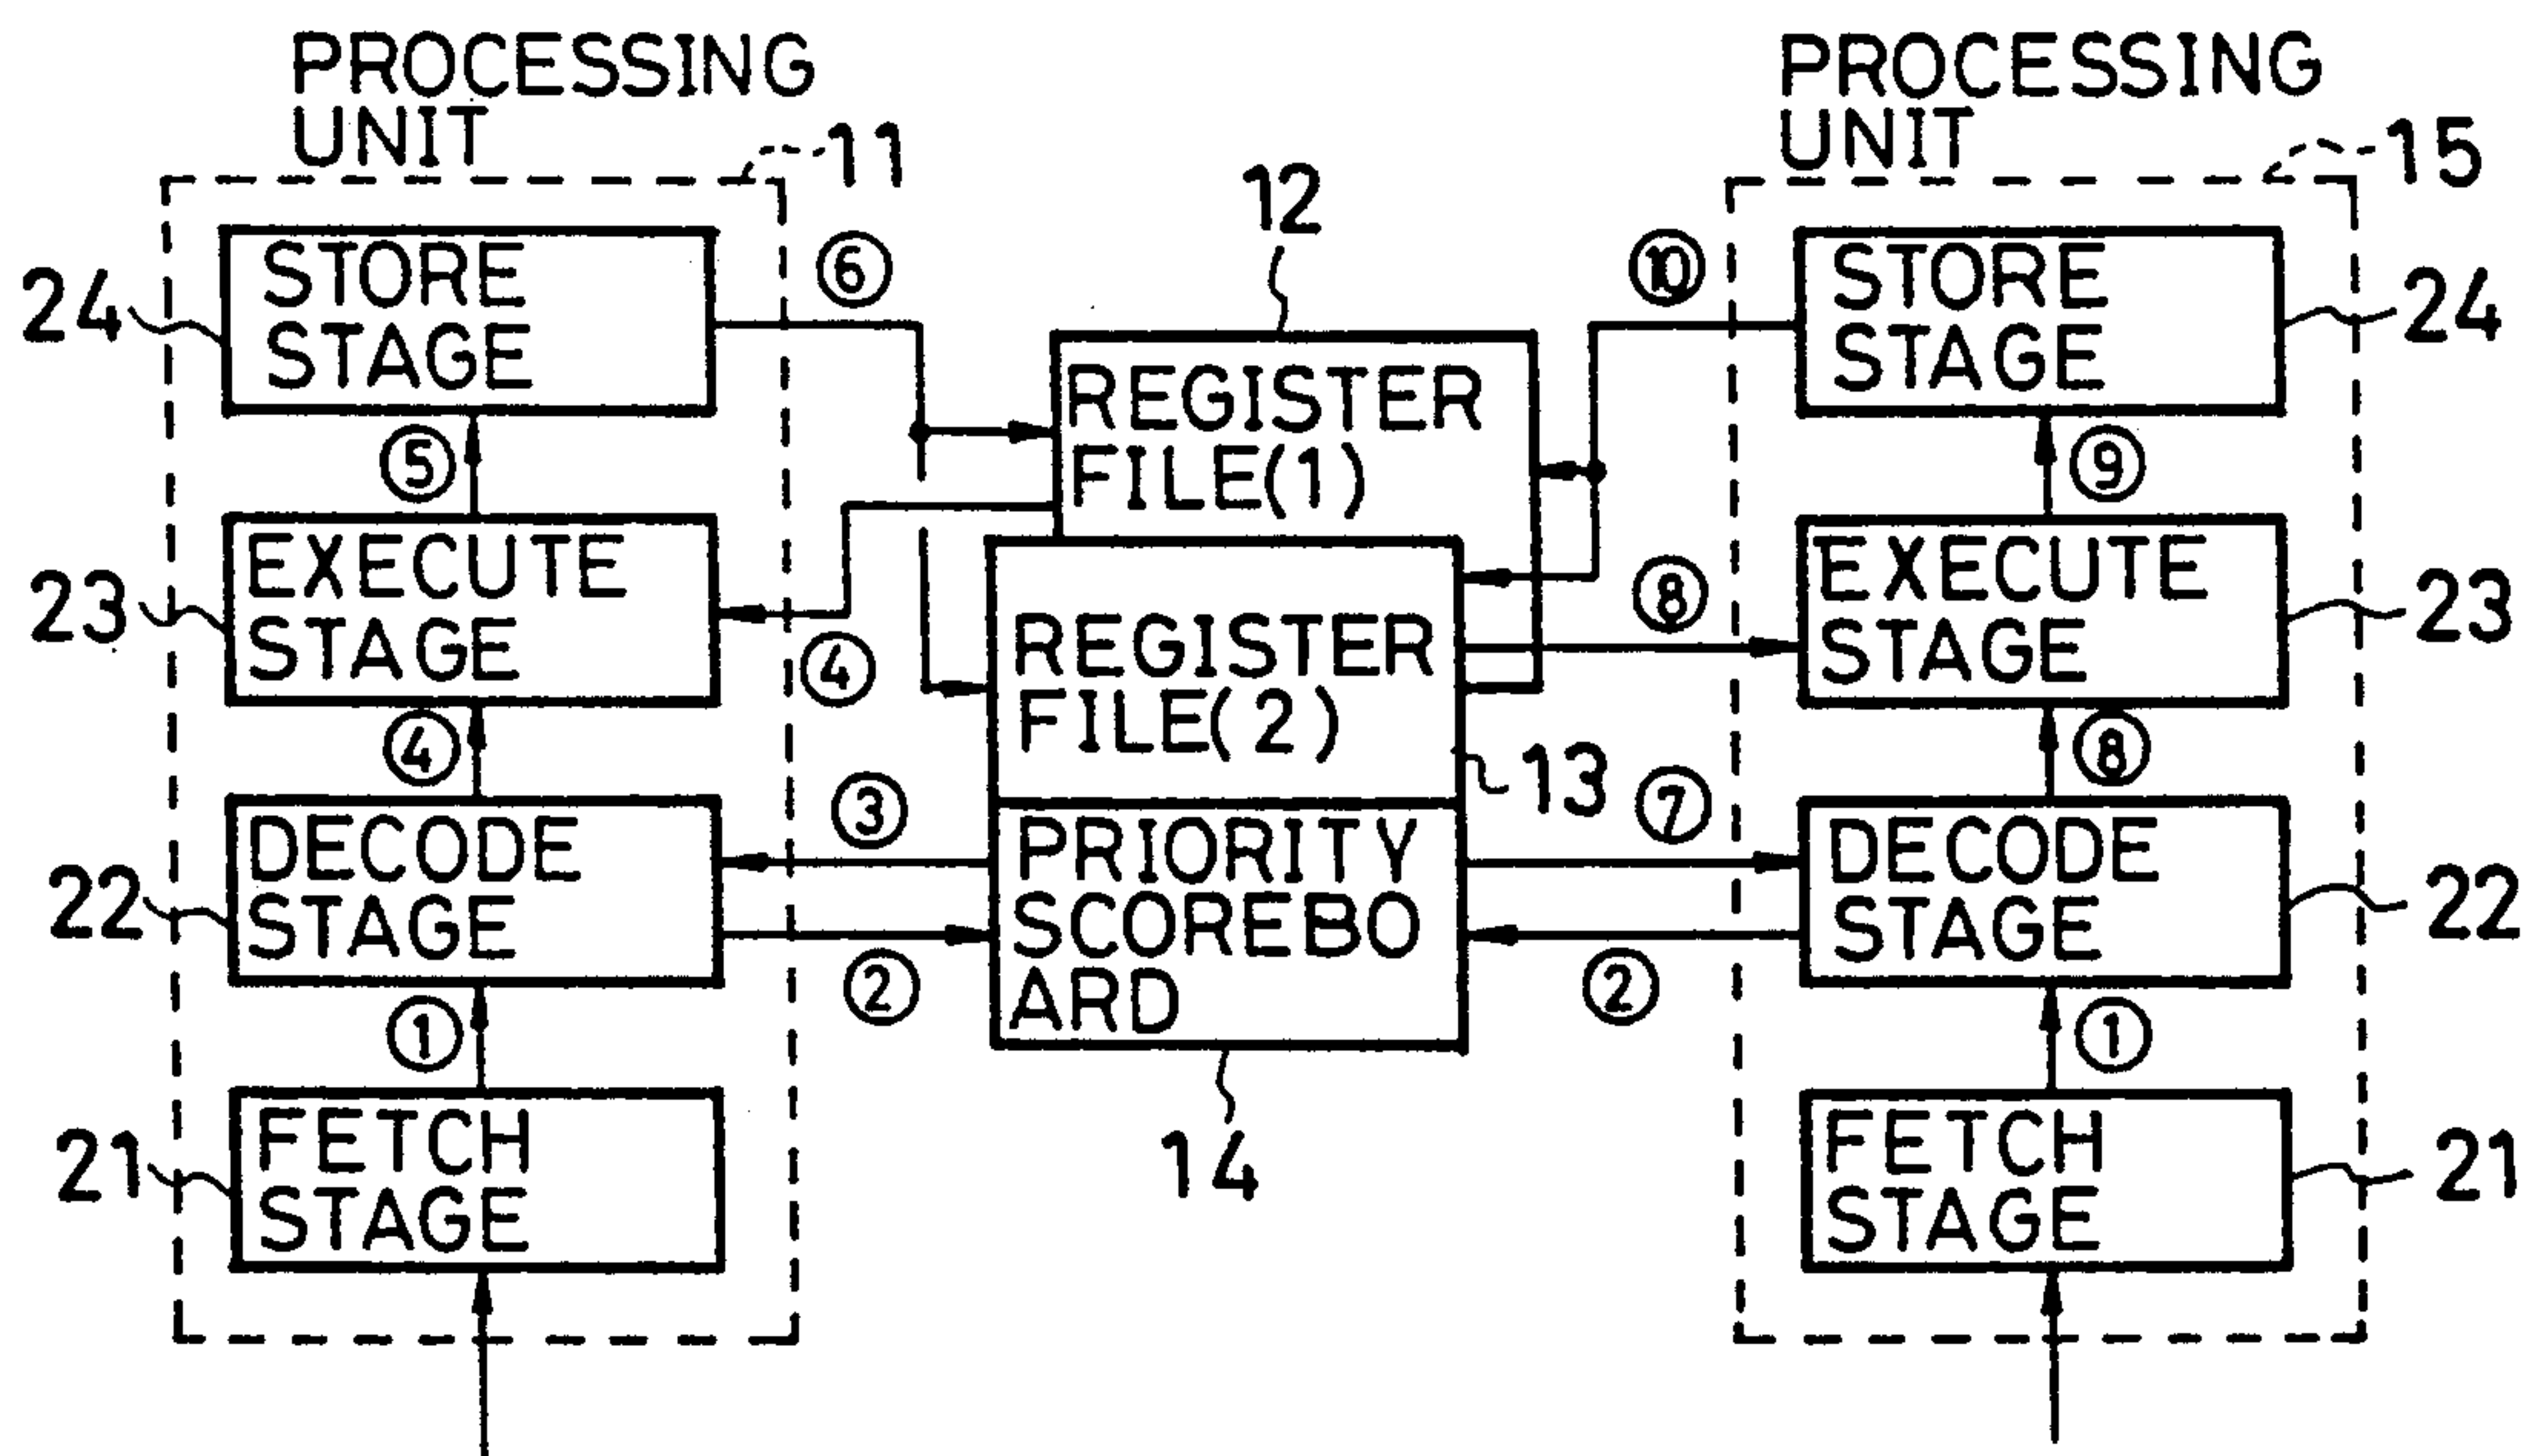 PROCESSING
UNIT
11
24
STORE
STAGE
⑥
⑤
23
EXECUTE
STAGE
④
④
22
DECODE
STAGE
③
②
①
21
FETCH
STAGE
12
REGISTER
FILE(1)
REGISTER
FILE(2)
13
PRIORITY
SCOREBO
ARD
14
PROCESSING
UNIT
15
⑩
STORE
STAGE
24
⑨
⑧
EXECUTE
STAGE
23
⑧
⑦
DECODE
STAGE
22
②
①
FETCH
STAGE
21